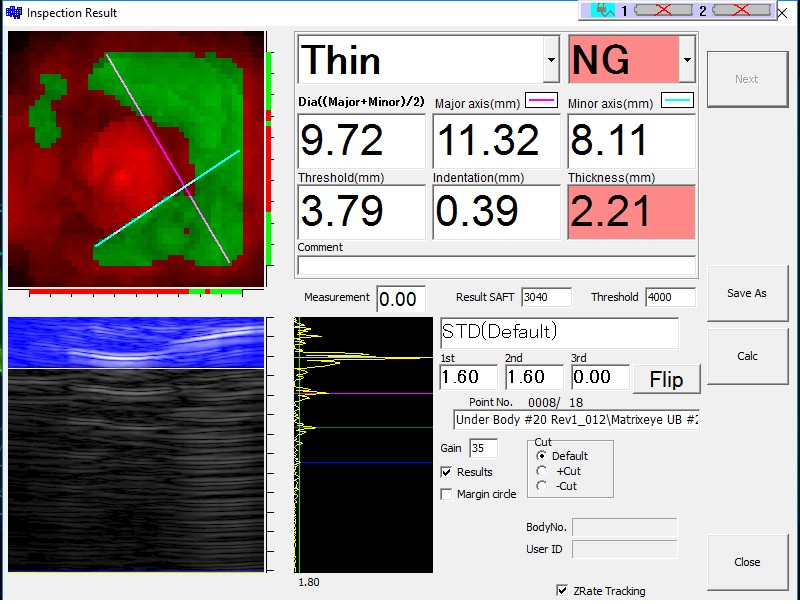 Inspection Result
1 2
Thin NG
Next
Dia((Major+Minor)/2) Major axis(mm) Minor axis(mm)
9.72 11.32 8.11
Threshold(mm) Indentation(mm) Thickness(mm)
3.79 0.39 2.21
Comment
Measurement 0.00 Result SAFT 3040 Threshold 4000
Save As
STD(Default)
Calc
1st 2nd 3rd
1.60 1.60 0.00 Flip
Point No. 0008/ 18
Under Body #20 Rev1_012\Matrixeye UB #2
Gain 35
Cut
Default
Results
+Cut
-Cut
Margin circle
BodyNo.
User ID
Close
1.80
ZRate Tracking